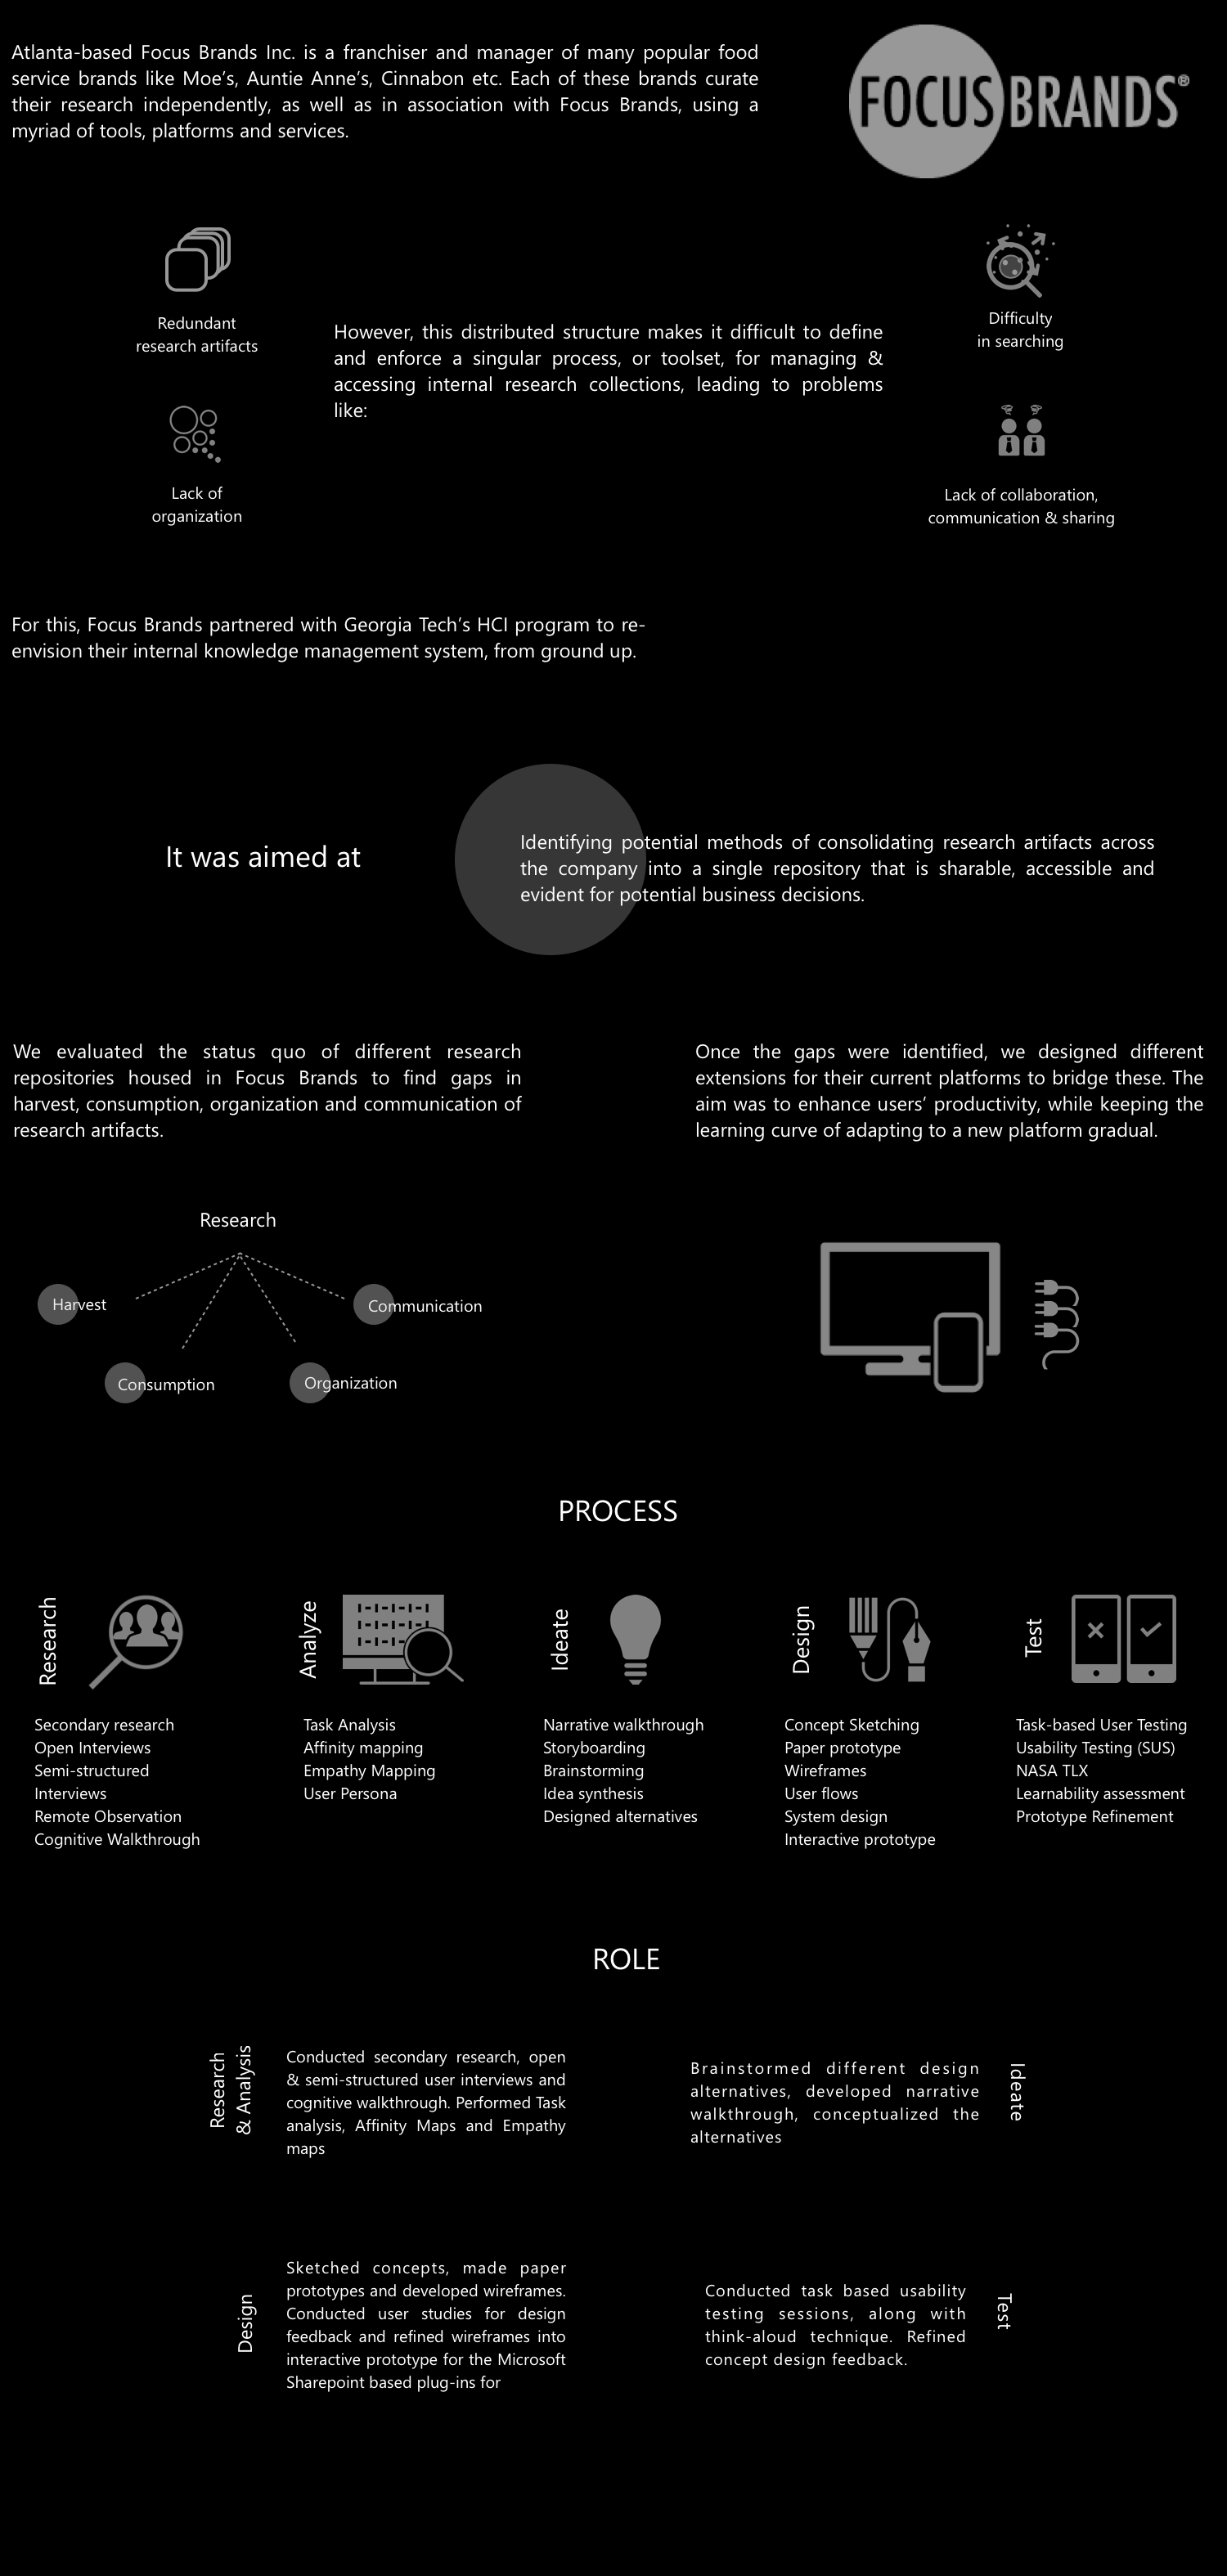 Atlanta-based Focus Brands Inc. is a franchiser and manager of many popular food
service brands like Moe’s, Auntie Anne’s, Cinnabon etc. Each of these brands curate
their research independently, as well as in association with Focus Brands, using a
myriad of tools, platforms and services.
FOCUS BRANDS®
Redundant
research artifacts
Lack of
organization
However, this distributed structure makes it difficult to define
and enforce a singular process, or toolset, for managing &
accessing internal research collections, leading to problems
like:
Difficulty
in searching
Lack of collaboration,
communication & sharing
For this, Focus Brands partnered with Georgia Tech’s HCI program to re-
envision their internal knowledge management system, from ground up.
It was aimed at
Identifying potential methods of consolidating research artifacts across
the company into a single repository that is sharable, accessible and
evident for potential business decisions.
We evaluated the status quo of different research
repositories housed in Focus Brands to find gaps in
harvest, consumption, organization and communication of
research artifacts.
Once the gaps were identified, we designed different
extensions for their current platforms to bridge these. The
aim was to enhance users’ productivity, while keeping the
learning curve of adapting to a new platform gradual.
Research
Harvest
Communication
Consumption
Organization
PROCESS
Research
Secondary research
Open Interviews
Semi-structured
Interviews
Remote Observation
Cognitive Walkthrough
Analyze
Task Analysis
Affinity mapping
Empathy Mapping
User Persona
Ideate
Narrative walkthrough
Storyboarding
Brainstorming
Idea synthesis
Designed alternatives
Design
Concept Sketching
Paper prototype
Wireframes
User flows
System design
Interactive prototype
Test
Task-based User Testing
Usability Testing (SUS)
NASA TLX
Learnability assessment
Prototype Refinement
ROLE
Research
& Analysis
Conducted secondary research, open
& semi-structured user interviews and
cognitive walkthrough. Performed Task
analysis, Affinity Maps and Empathy
maps
Brainstormed different design
alternatives, developed narrative
walkthrough, conceptualized the
alternatives
Ideate
Design
Sketched concepts, made paper
prototypes and developed wireframes.
Conducted user studies for design
feedback and refined wireframes into
interactive prototype for the Microsoft
Sharepoint based plug-ins for
Conducted task based usability
testing sessions, along with
think-aloud technique. Refined
concept design feedback.
Test